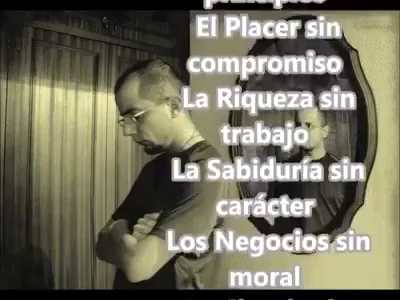 El Placer sin
compromiso
La Riqueza sin
trabajo
La Sabiduría sin
carácter
Los Negocios sin
moral